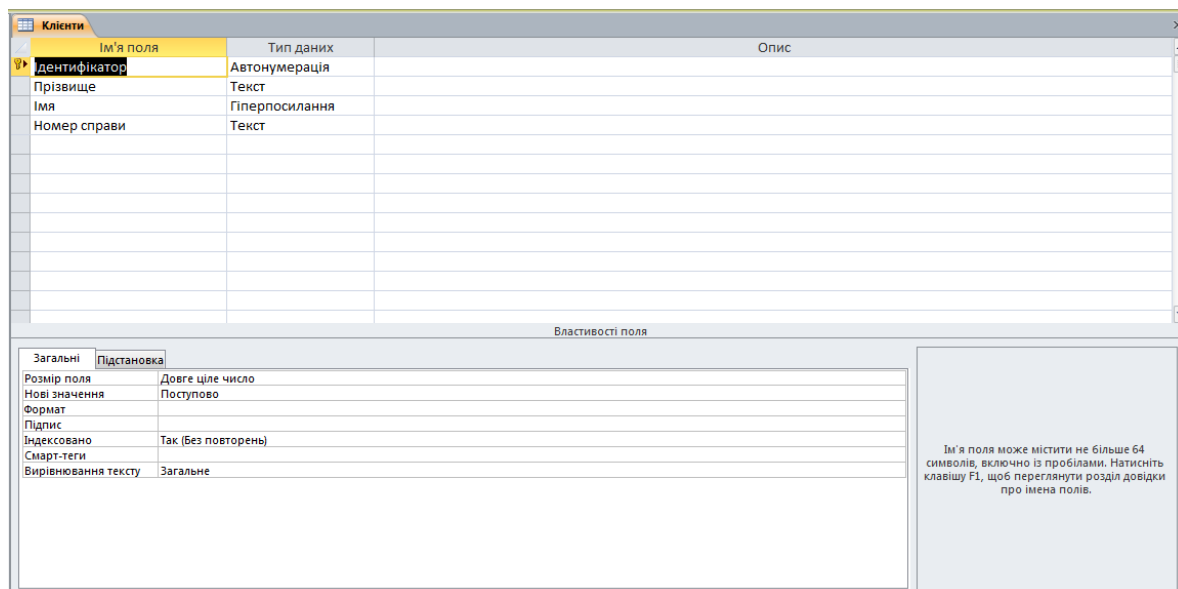 Клієнти
Ім'я поля Тип даних Опис
Ідентифікатор Автонумерація
Прізвище Текст
Імя Гіперпосилання
Номер справи Текст
Властивості поля
Загальні Підстановка
Розмір поля Довге ціле число
Нові значення Поступово
Формат
Підпис
Індексовано Так (Без повторень)
Смарт-теги
Вирівнювання тексту Загальне
Ім'я поля може містити не більше 64
символів, включно із пробілами. Натисніть
клавішу F1, щоб переглянути розділ довідки
про імена полів.